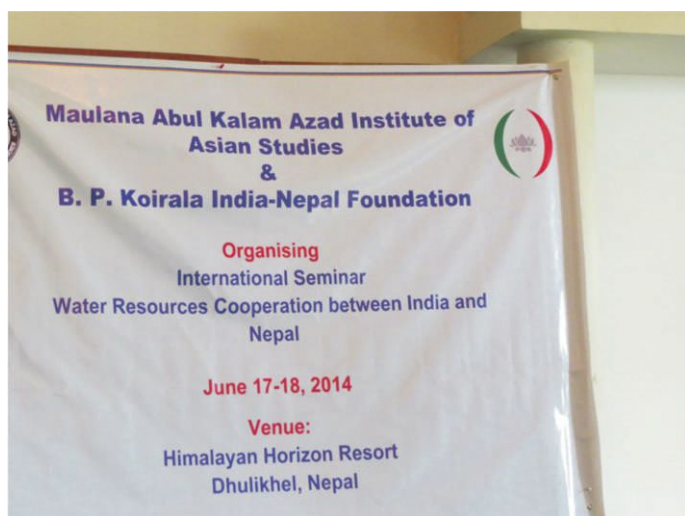 Maulana Abul Kalam Azad Institute of
Asian Studies
&
B. P. Koirala India-Nepal Foundation
Organising
International Seminar
Water Resources Cooperation between India and
Nepal
June 17-18, 2014
Venue:
Himalayan Horizon Resort
Dhulikhel, Nepal